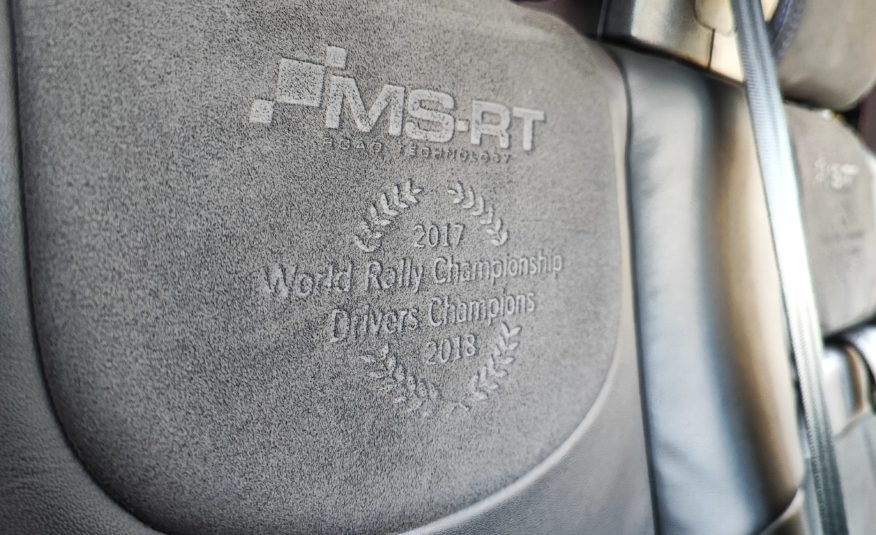 MS-RT
ROAD TECHNOLOGY
2017
World Rally Championship
Drivers Champions
2018